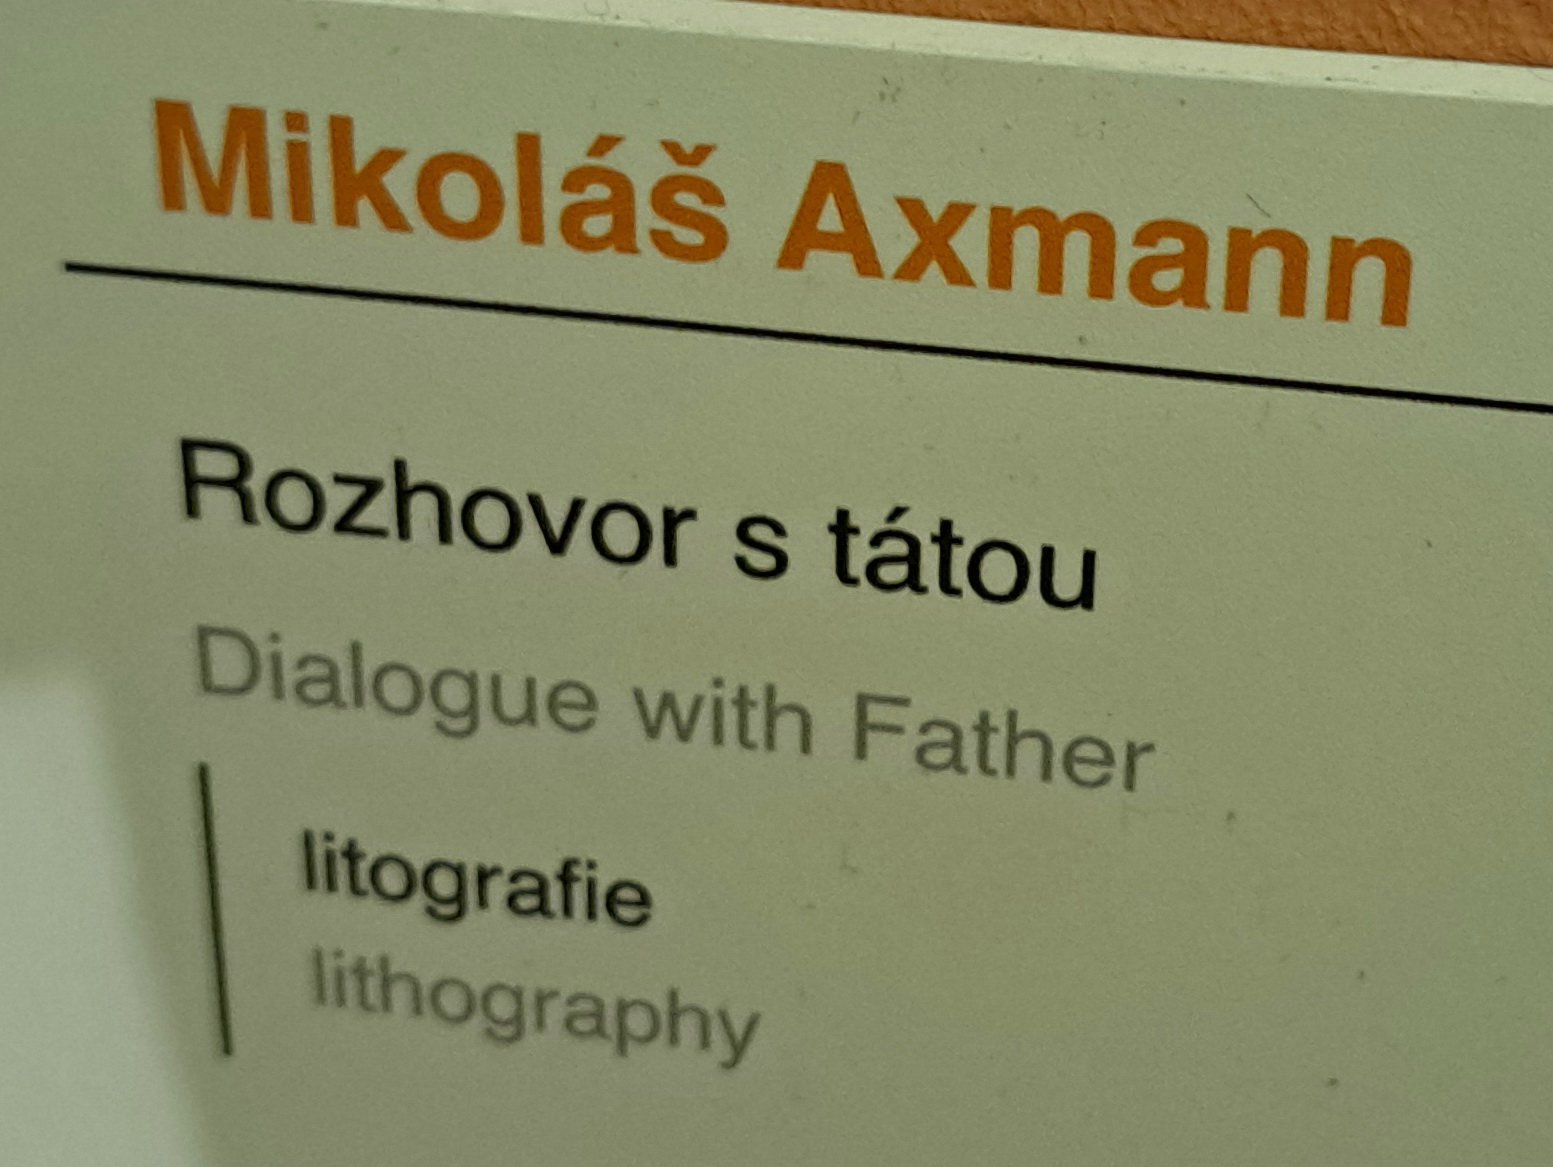 Mikoláš Axmann
Rozhovor s tátou
Dialogue with Father
litografie
lithography